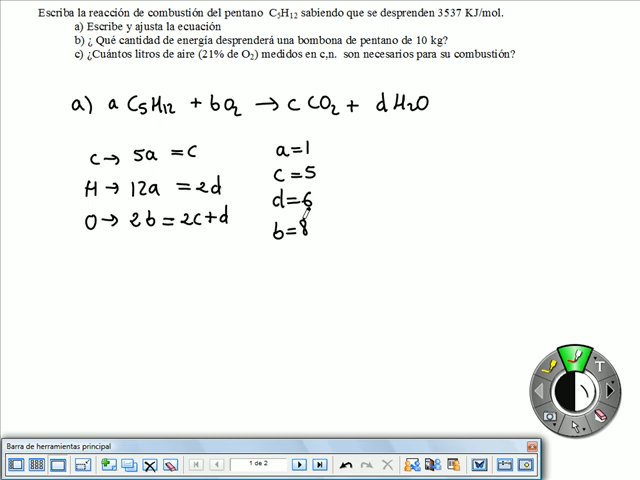 Escriba la reacción de combustión del pentano C5H12 sabiendo que se desprenden 3537 KJ/mol.
a) Escribe y ajusta la ecuación
b) ¿ Qué cantidad de energía desprenderá una bombona de pentano de 10 kg?
c) ¿Cuántos litros de aire (21% de O2) medidos en c,n. son necesarios para su combustión?
a) a C5H12 + bO2 → c CO2 + d H2O
C → 5a = c
H → 12a = 2d
O → 2b = 2c+d
a=1
c=5
d=6
b=8
T
Barra de herramientas principal
1 de 2